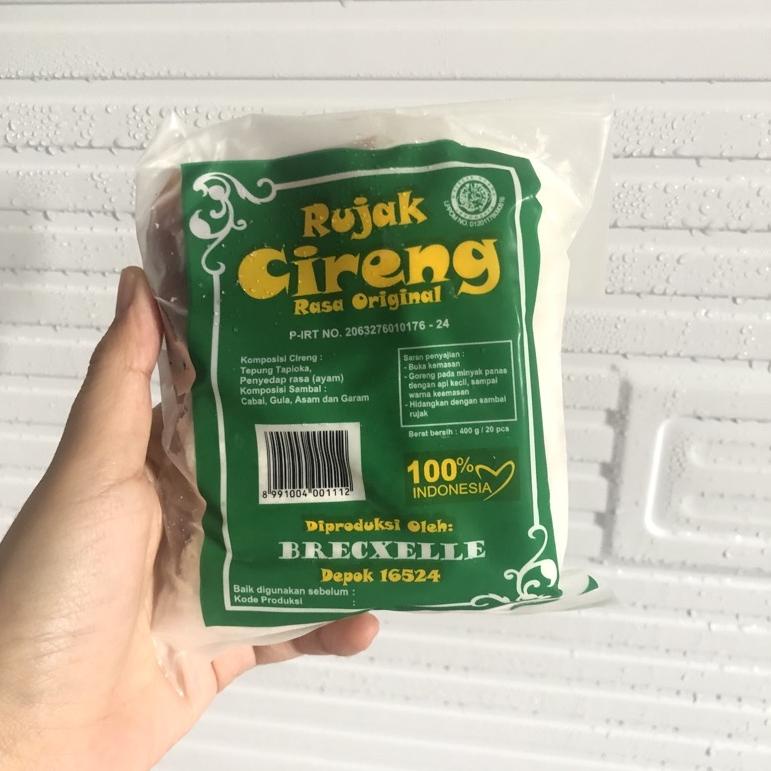 Rujak
Cireng
Rasa Original
P-IRT NO. 2063276010176 - 24
Komposisi Cireng :
Tepung Tapioka,
Penyedap rasa (ayam)
Komposisi Sambal :
Cabai, Gula, Asam dan Garam
Saran penyajian :
- Buka kemasan
- Goreng pada minyak panas
dengan api kecil, sampai
warna keemasan
- Hidangkan dengan sambal
rujak
Berat bersih : 400 g / 20 pcs
8 991004 001112
100%
INDONESIA
Diproduksi Oleh:
BRECXELLE
Depok 16524
Baik digunakan sebelum :
Kode Produksi :